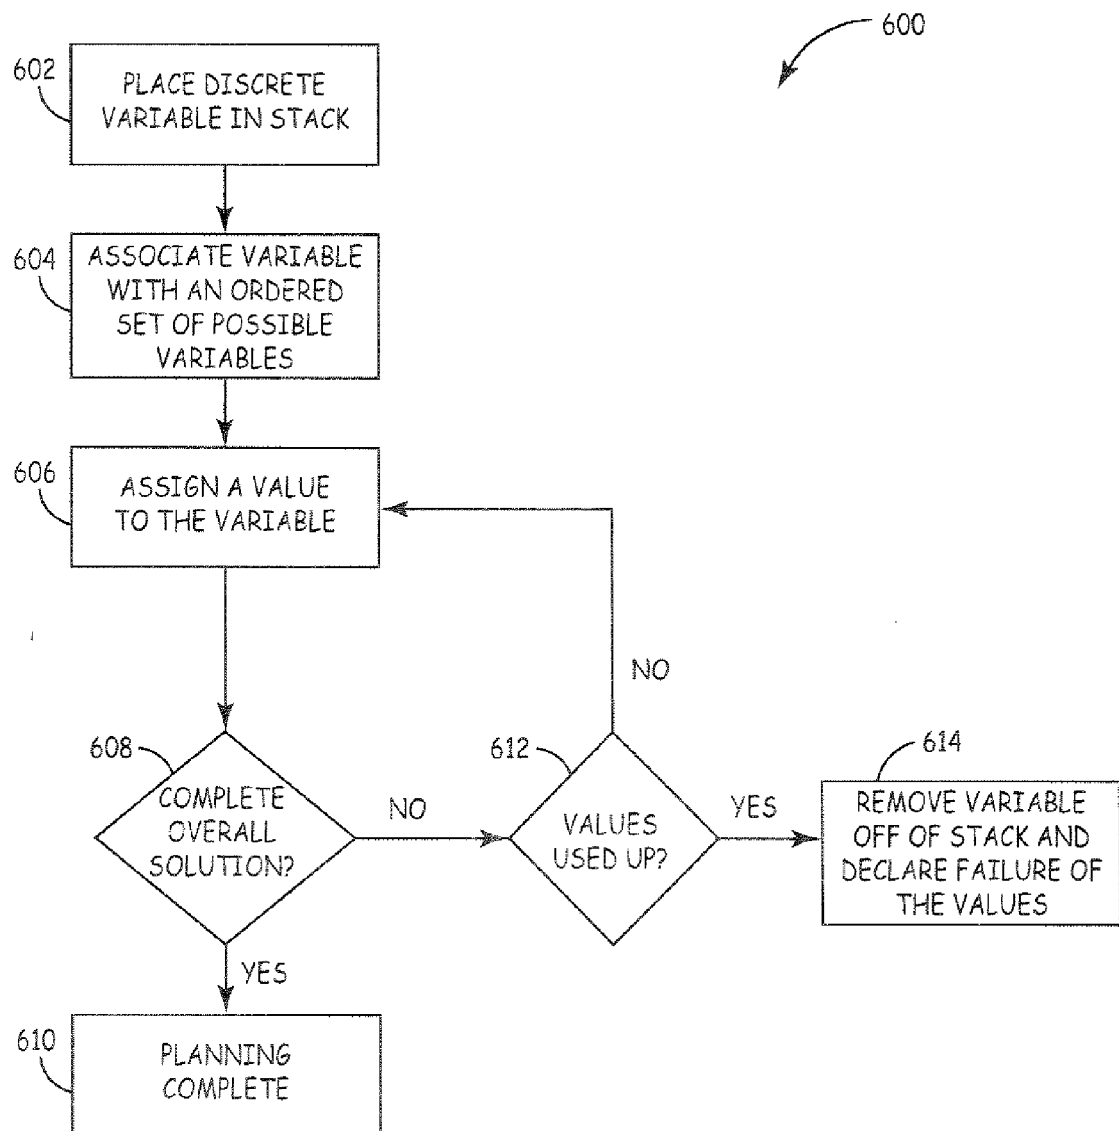 600
602
PLACE DISCRETE
VARIABLE IN STACK
604
ASSOCIATE VARIABLE
WITH AN ORDERED
SET OF POSSIBLE
VARIABLES
606
ASSIGN A VALUE
TO THE VARIABLE
NO
608
COMPLETE
OVERALL
SOLUTION?
NO
612
VALUES
USED UP?
YES
614
REMOVE VARIABLE
OFF OF STACK AND
DECLARE FAILURE OF
THE VALUES
YES
610
PLANNING
COMPLETE